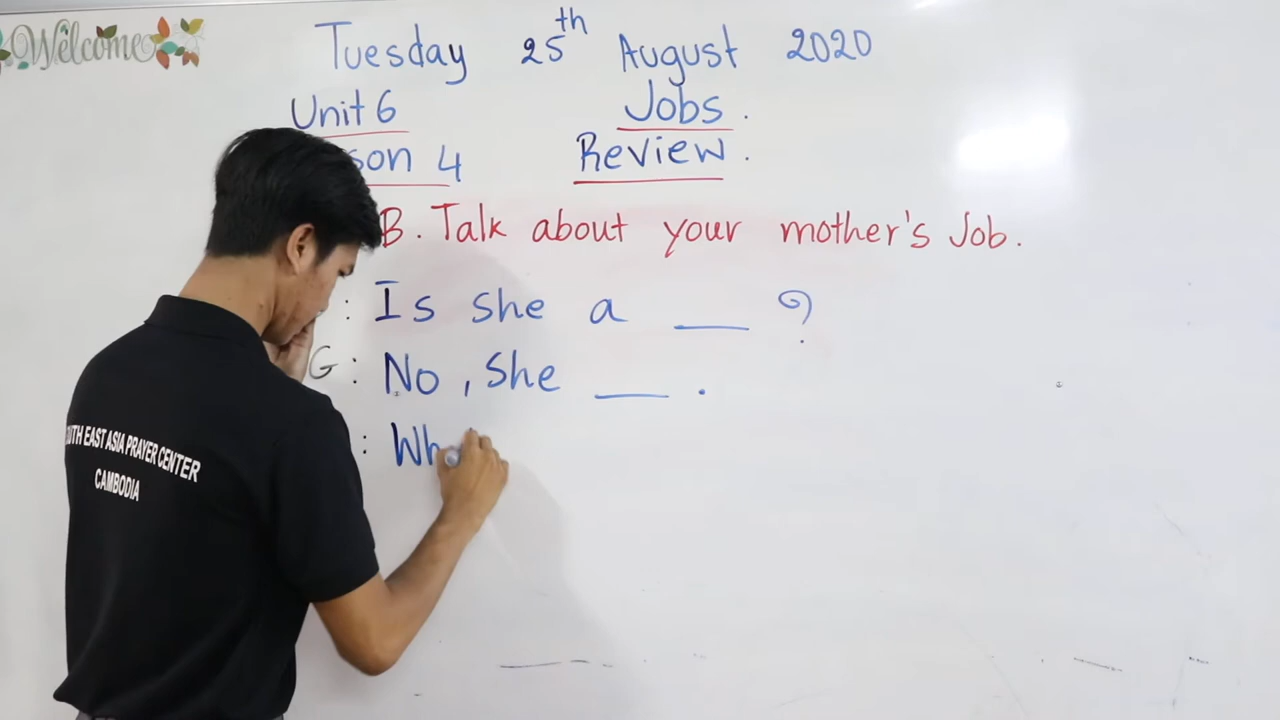 Welcome
Tuesday 25th August 2020
Unit 6 Jobs.
son 4 Review.
B. Talk about your mother's Job.
: Is she a ___ ?
G: No, She ___ .
: Wh
UTH EAST ASIA PRAYER CENTER
CAMBODIA